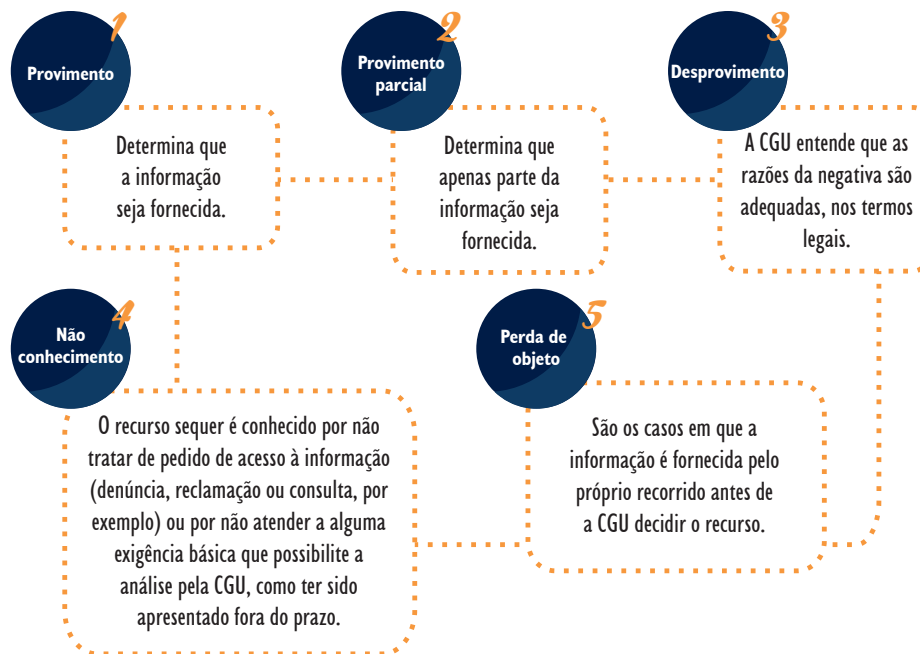 1
Provimento
Determina que
a informação
seja fornecida.
2
Provimento
parcial
Determina que
apenas parte da
informação seja
fornecida.
3
Desprovimento
A CGU entende que as
razões da negativa são
adequadas, nos termos
legais.
4
Não
conhecimento
O recurso sequer é conhecido por não
tratar de pedido de acesso à informação
(denúncia, reclamação ou consulta, por
exemplo) ou por não atender a alguma
exigência básica que possibilite a
análise pela CGU, como ter sido
apresentado fora do prazo.
5
Perda de
objeto
São os casos em que a
informação é fornecida pelo
próprio recorrido antes de
a CGU decidir o recurso.